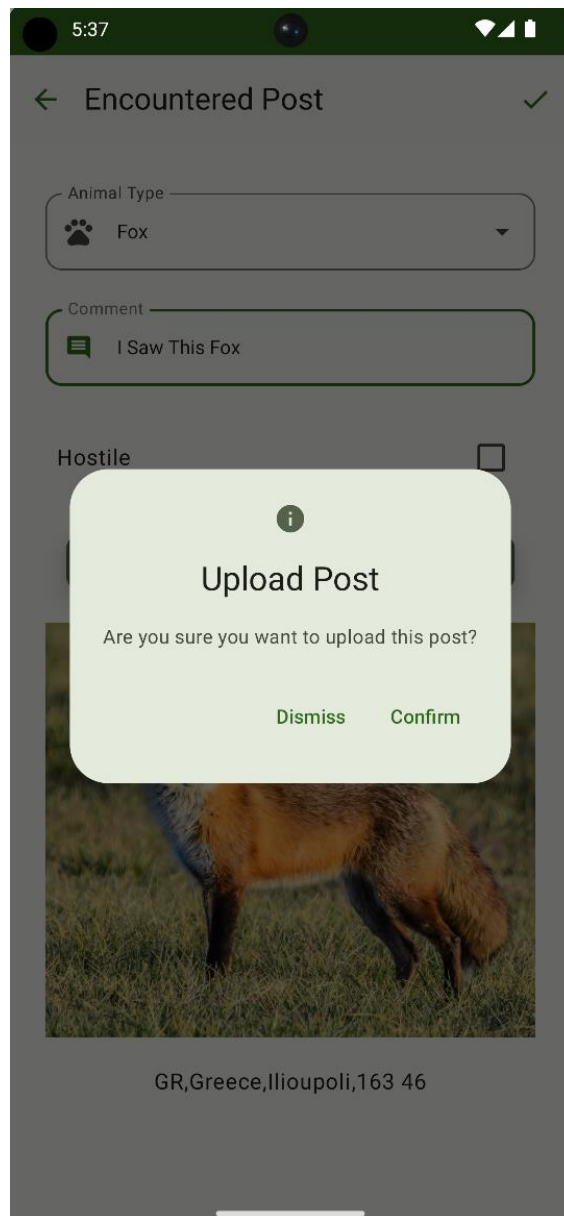 5:37
Encountered Post
Animal Type
Fox
Comment
I Saw This Fox
Hostile
Upload Post
Are you sure you want to upload this post?
Dismiss Confirm
GR,Greece,Ilioupoli,163 46